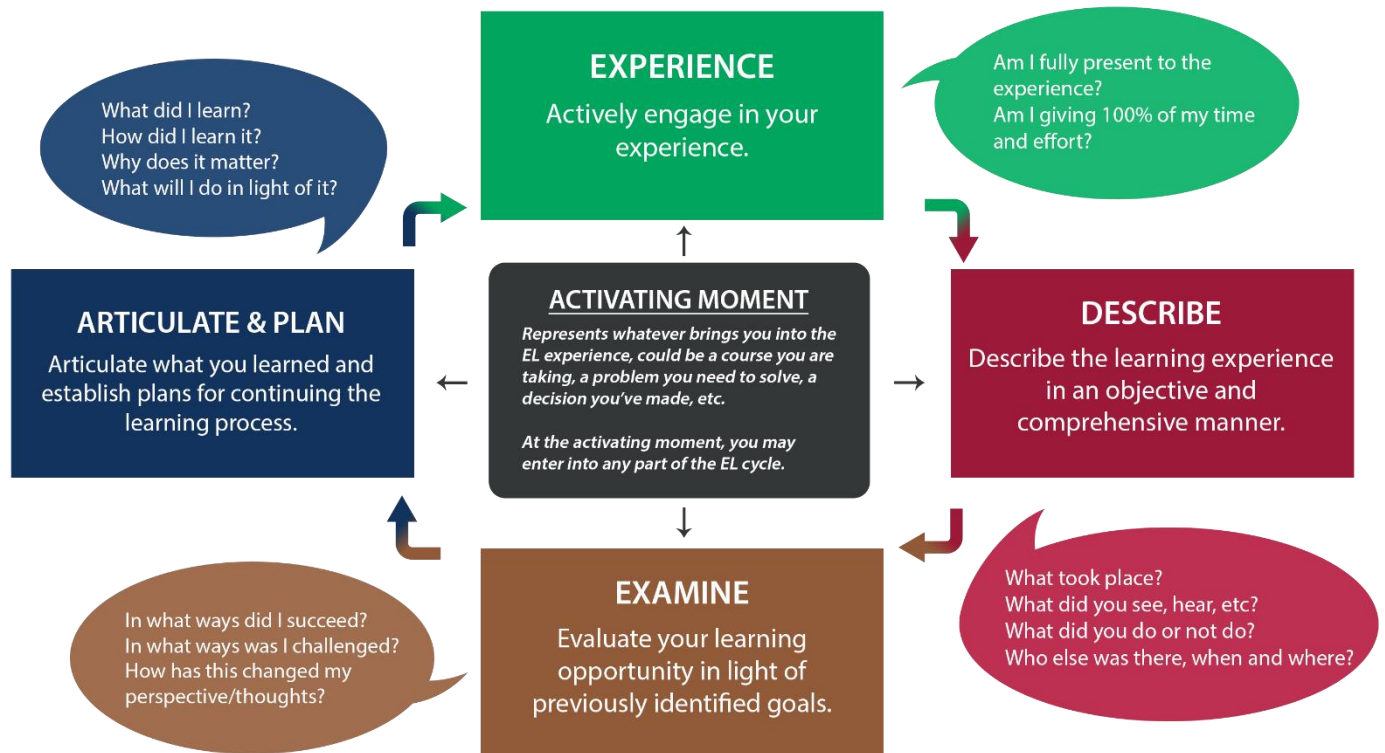 EXPERIENCE
Actively engage in your
experience.
Am I fully present to the
experience?
Am I giving 100% of my time
and effort?
What did I learn?
How did I learn it?
Why does it matter?
What will I do in light of it?
ARTICULATE & PLAN
Articulate what you learned and
establish plans for continuing the
learning process.
ACTIVATING MOMENT
Represents whatever brings you into the
EL experience, could be a course you are
taking, a problem you need to solve, a
decision you've made, etc.
At the activating moment, you may
enter into any part of the EL cycle.
DESCRIBE
Describe the learning experience
in an objective and
comprehensive manner.
EXAMINE
Evaluate your learning
opportunity in light of
previously identified goals.
In what ways did I succeed?
In what ways was I challenged?
How has this changed my
perspective/thoughts?
What took place?
What did you see, hear, etc?
What did you do or not do?
Who else was there, when and where?